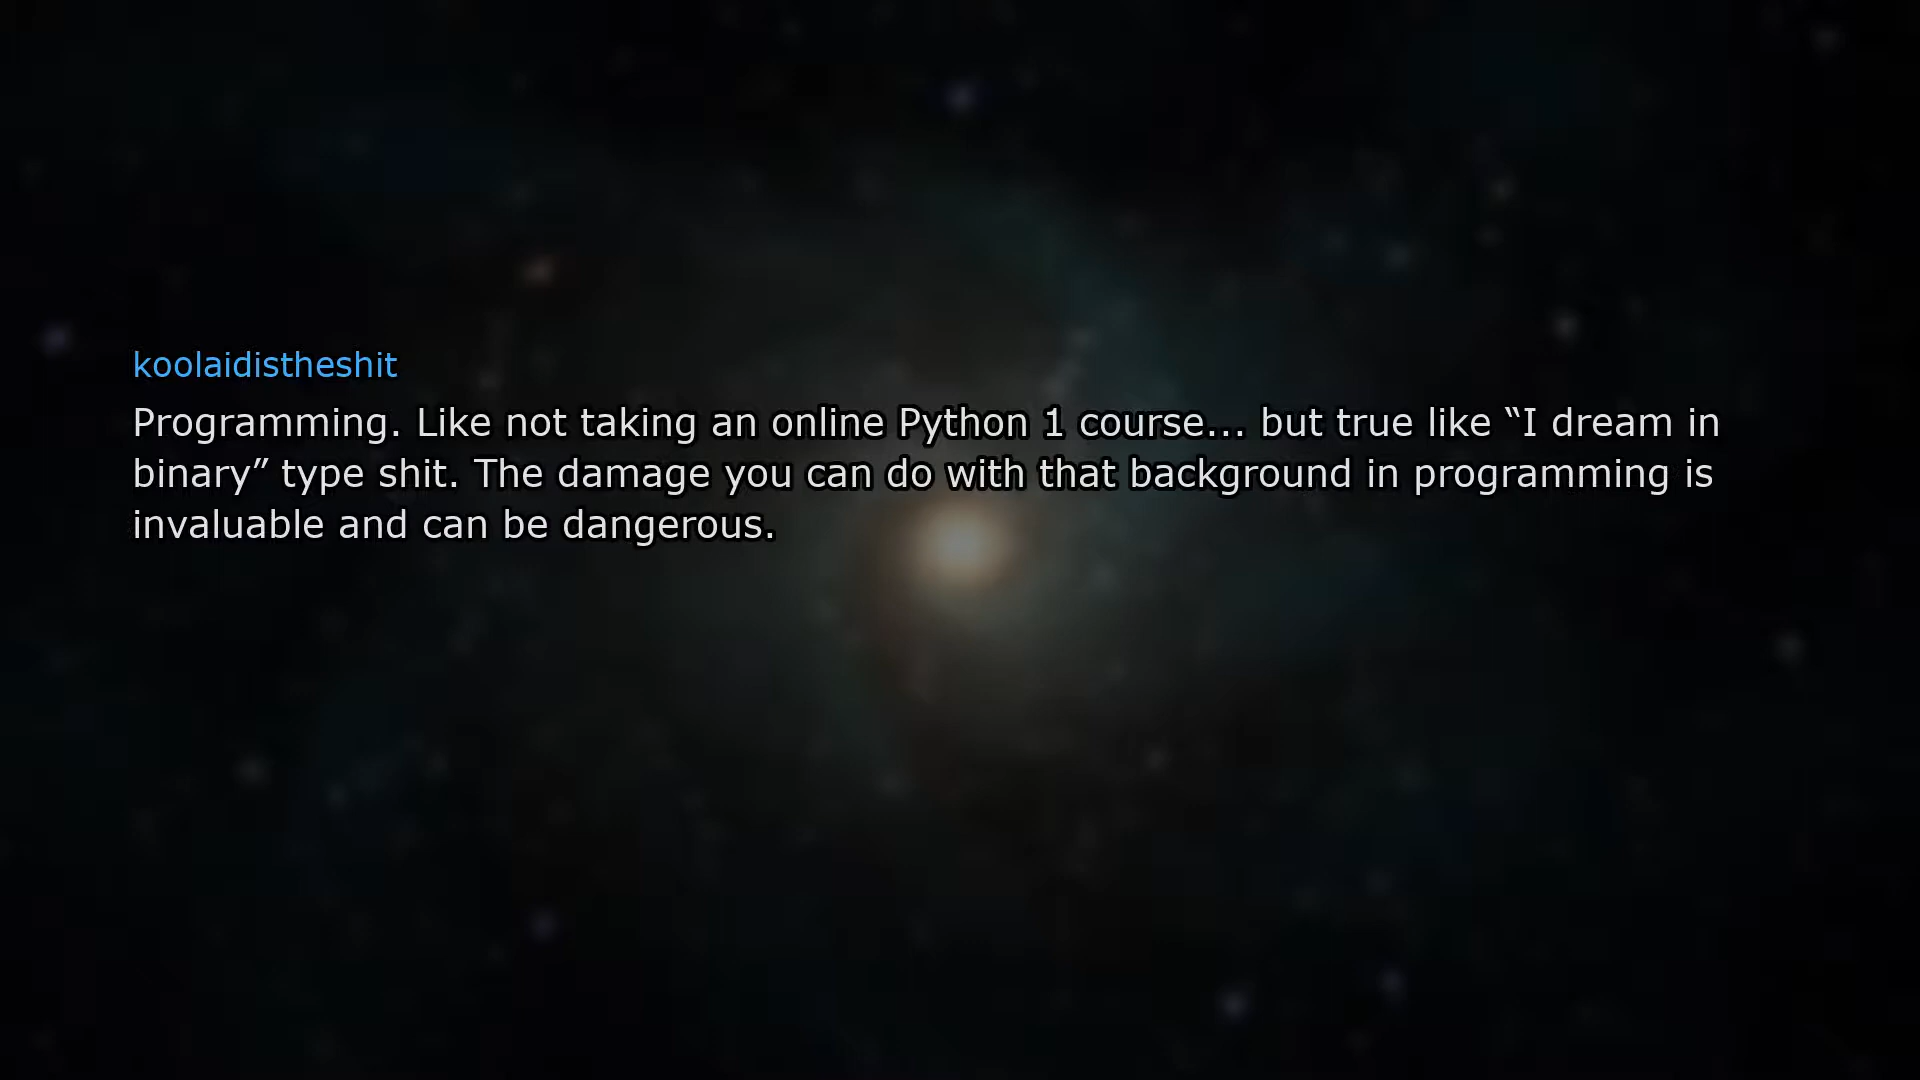 koolaidistheshit
Programming. Like not taking an online Python 1 course... but true like “I dream in
binary” type shit. The damage you can do with that background in programming is
invaluable and can be dangerous.